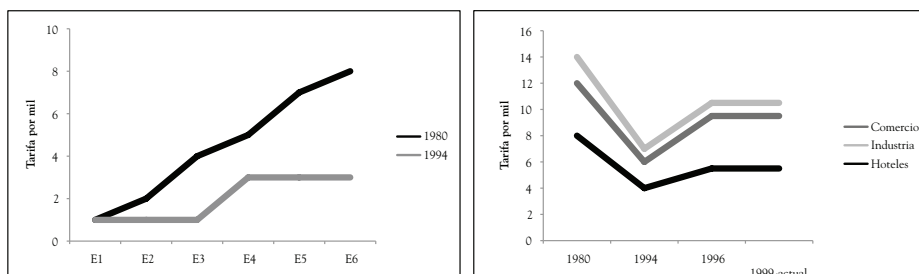 Tarifa por mil
10
8
6
4
2
0
E1 E2 E3 E4 E5 E6
1980
1994
Tarifa por mil
16
14
12
10
8
6
4
2
0
1980 1994 1996 1999-actual
Comercio
Industria
Hoteles